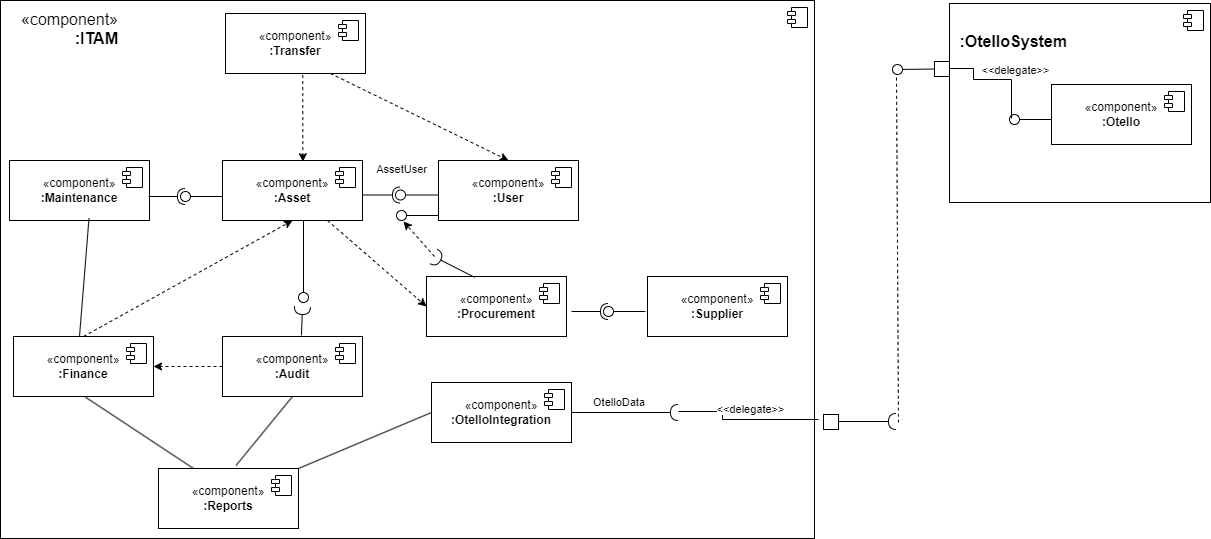 «component»
:ITAM
«component»
:Transfer
:OtelloSystem
<<delegate>>
«component»
:Otello
«component»
:Maintenance
«component»
:Asset
AssetUser
«component»
:User
«component»
:Procurement
«component»
:Supplier
«component»
:Finance
«component»
:Audit
«component»
:OtelloIntegration
OtelloData
<<delegate>>
«component»
:Reports